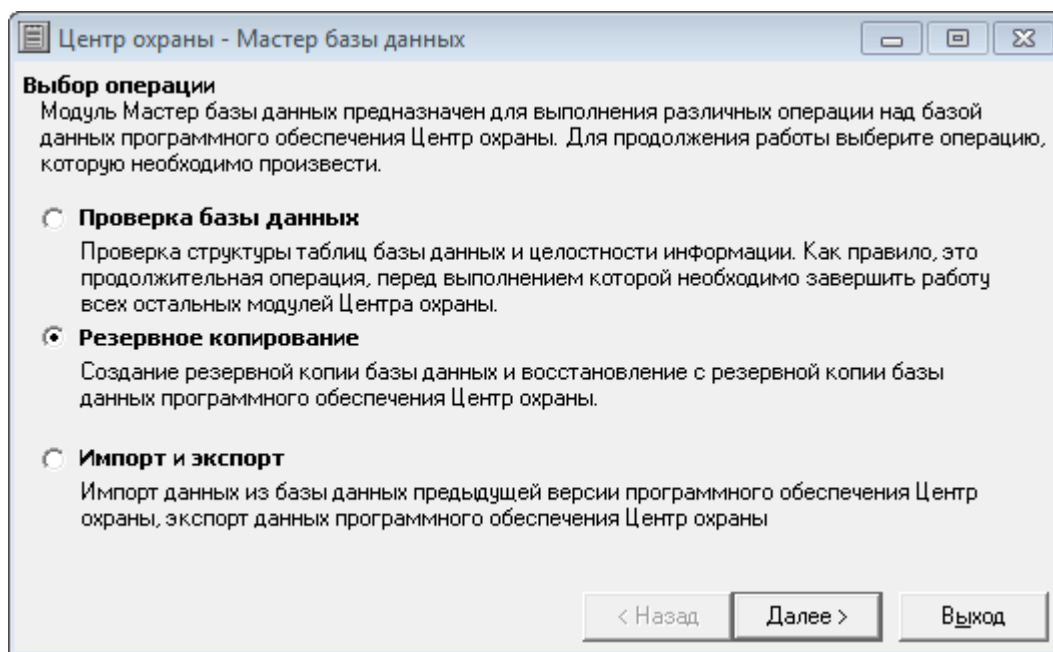 Центр охраны - Мастер базы данных
Выбор операции
Модуль Мастер базы данных предназначен для выполнения различных операции над базой
данных программного обеспечения Центр охраны. Для продолжения работы выберите операцию,
которую необходимо произвести.
Проверка базы данных
Проверка структуры таблиц базы данных и целостности информации. Как правило, это
продолжительная операция, перед выполнением которой необходимо завершить работу
всех остальных модулей Центра охраны.
Резервное копирование
Создание резервной копии базы данных и восстановление с резервной копии базы
данных программного обеспечения Центр охраны.
Импорт и экспорт
Импорт данных из базы данных предыдущей версии программного обеспечения Центр
охраны, экспорт данных программного обеспечения Центр охраны
< Назад Далее > Выход